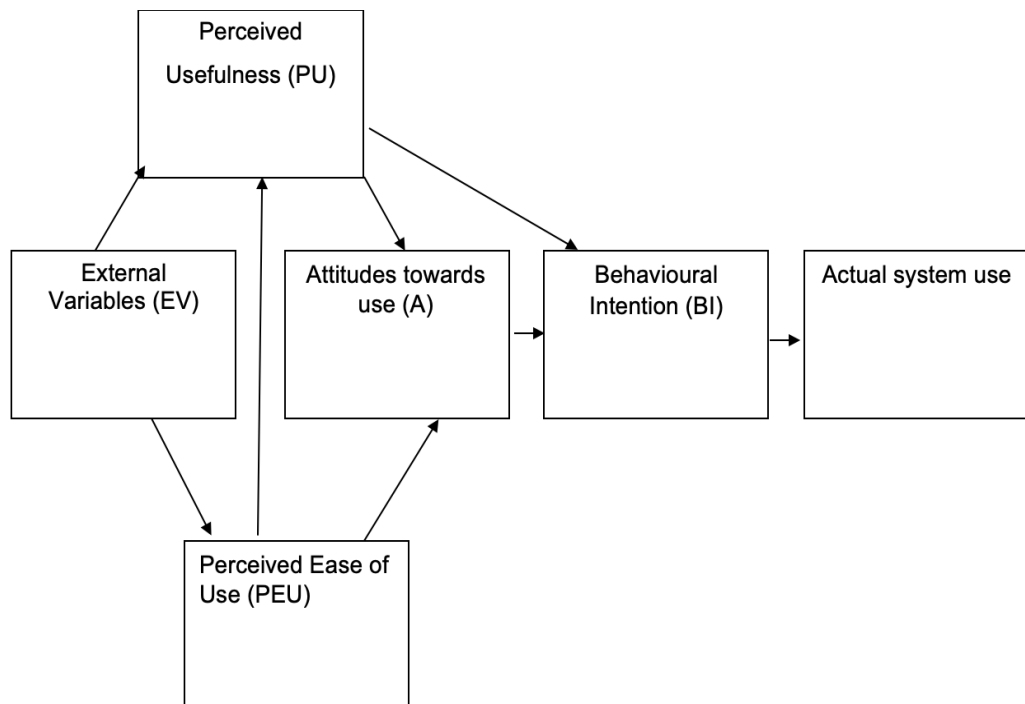 Perceived
Usefulness (PU)
External
Variables (EV)
Attitudes towards
use (A)
Behavioural
Intention (BI)
Actual system use
Perceived Ease of
Use (PEU)